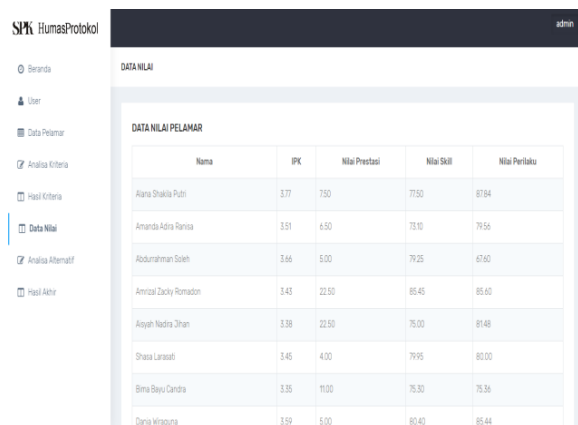 SPK HumasProtokol
admin
Beranda
User
Data Pelamar
Analisa Kriteria
Hasil Kriteria
Data Nilai
Analisa Alternatif
Hasil Akhir
DATA NILAI
DATA NILAI PELAMAR
Nama IPK Nilai Prestasi Nilai Skill Nilai Perilaku
Alana Shakila Putri 3.77 7.50 77.50 87.84
Amanda Adira Ranisa 3.51 6.50 73.10 79.56
Abdurrahman Soleh 3.66 5.00 79.25 67.60
Amrizal Zacky Romadon 3.43 22.50 85.45 85.60
Aisyah Nadira Jihan 3.38 22.50 75.00 81.48
Shasa Larasati 3.45 4.00 79.95 80.00
Bima Bayu Candra 3.35 11.00 75.30 75.36
Dania Wiraguna 3.59 5.00 80.40 85.44